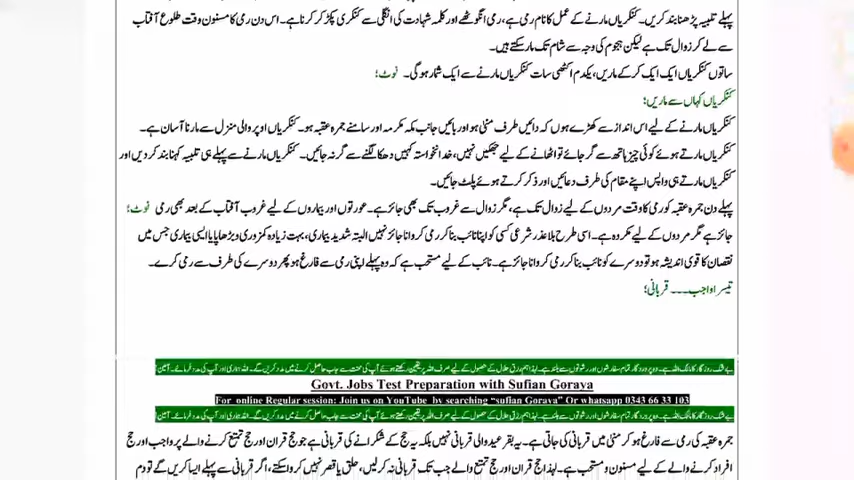 پہلے تلبیہ پڑھنا بند کریں۔ کنکریاں مارنے کے عمل کا نام رمی ہے، رمی انگوٹھے اور کلمہ شہادت کی انگلی سے کنکری پکڑ کر کرنا ہے۔ اس دن رمی کا مسنون وقت طلوع آفتاب
سے لے کر زوال تک ہے لیکن ہجوم کی وجہ سے شام تک مار سکتے ہیں۔
ساتوں کنکریاں ایک ایک کر کے ماریں، یکدم اکٹھی سات کنکریاں مارنے سے ایک شمار ہوگی۔ نوٹ؛
کنکریاں کہاں سے ماریں؛
کنکریاں مارنے کے لیے اس انداز سے کھڑے ہوں کہ دائیں طرف منیٰ ہو اور بائیں جانب مکہ مکرمہ اور سامنے جمرہ عقبہ ہو۔ کنکریاں اوپر والی منزل سے مارنا آسان ہے۔
کنکریاں مارتے ہوئے کوئی چیز ہاتھ سے گر جائے تو اٹھانے کے لیے جھکیں نہیں، خدانخواستہ کہیں دھکا لگنے سے گر نہ جائیں۔ کنکریاں مارنے سے پہلے ہی تلبیہ کہنا بند کر دیں اور
کنکریاں مارتے ہی واپس اپنے مقام کی طرف دعائیں اور ذکر کرتے ہوئے پلٹ جائیں۔
پہلے دن جمرہ عقبہ کو رمی کا وقت مردوں کے لیے زوال تک ہے، مگر زوال سے غروب تک بھی جائز ہے۔ عورتوں اور بیماروں کے لیے غروب آفتاب کے بعد بھی رمی نوٹ؛
جائز ہے مگر مردوں کے لیے مکروہ ہے۔ اسی طرح بلاعذر شرعی کسی کو اپنا نائب بنا کر رمی کروانا جائز نہیں البتہ شدید بیماری، بہت زیادہ کمزوری و بڑھاپا یا ایسی بیماری جس میں
نقصان کا قوی اندیشہ ہو تو دوسرے کو نائب بنا کر رمی کروانا جائز ہے۔ نائب کے لیے مستحب ہے کہ وہ پہلے اپنی رمی سے فارغ ہو پھر دوسرے کی طرف سے رمی کرے۔
تیسرا واجب۔۔۔ قربانی؛
Govt. Jobs Test Preparation with Sufian Goraya
For online Regular session: Join us on YouTube by searching "sufian Goraya" Or whatsapp 0343 66 33 103
جمرہ عقبہ کی رمی سے فارغ ہو کر منیٰ میں قربانی کی جاتی ہے۔ یہ بقر عید والی قربانی نہیں بلکہ یہ حج کے شکرانے کی قربانی ہے جو حج قران اور حج تمتع کرنے والے پر واجب اور حج
افراد کرنے والے کے لیے مسنون و مستحب ہے۔ لہذا حج قران اور حج تمتع والے جب تک قربانی نہ کر لیں، حلق یا قصر نہیں کروا سکتے، اگر قربانی سے پہلے ایسا کریں گے تو دم